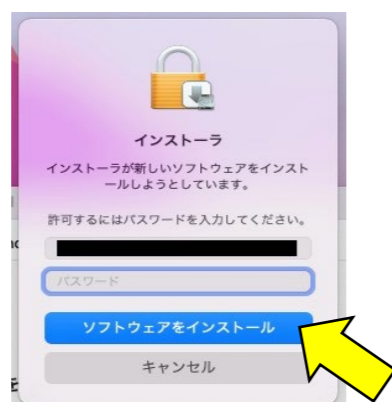 インストーラ
インストーラが新しいソフトウェアをインスト
ールしようとしています。
許可するにはパスワードを入力してください。
パスワード
ソフトウェアをインストール
キャンセル